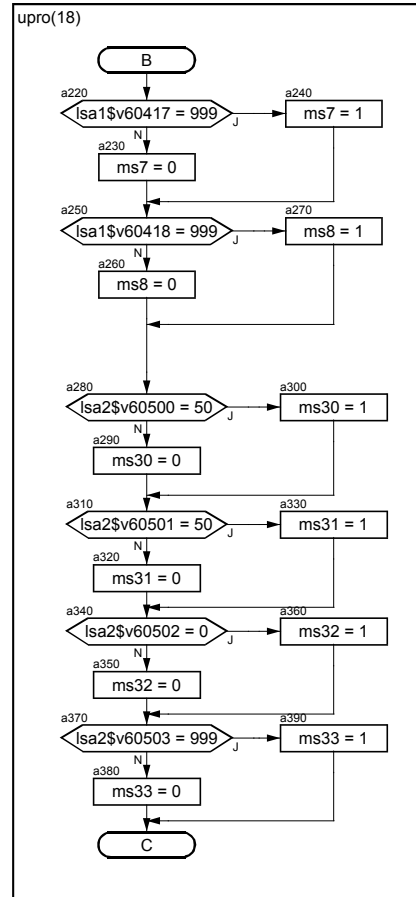 upro(18)
B
a220
lsa1$v60417 = 999
J
N
a240
ms7 = 1
a230
ms7 = 0
a250
lsa1$v60418 = 999
J
N
a270
ms8 = 1
a260
ms8 = 0
a280
lsa2$v60500 = 50
J
N
a300
ms30 = 1
a290
ms30 = 0
a310
lsa2$v60501 = 50
J
N
a330
ms31 = 1
a320
ms31 = 0
a340
lsa2$v60502 = 0
J
N
a360
ms32 = 1
a350
ms32 = 0
a370
lsa2$v60503 = 999
J
N
a390
ms33 = 1
a380
ms33 = 0
C